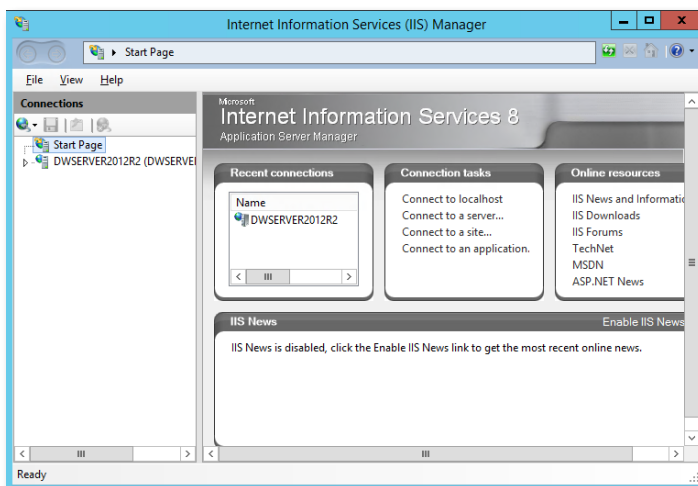 Internet Information Services (IIS) Manager
Start Page
File View Help
Connections
Start Page
DWSERVER2012R2 (DWSERVE
Microsoft
Internet Information Services 8
Application Server Manager
Recent connections
Name
DWSERVER2012R2
Connection tasks
Connect to localhost
Connect to a server...
Connect to a site...
Connect to an application.
Online resources
IIS News and Informatic
IIS Downloads
IIS Forums
TechNet
MSDN
ASP.NET News
IIS News
Enable IIS News
IIS News is disabled, click the Enable IIS News link to get the most recent online news.
Ready